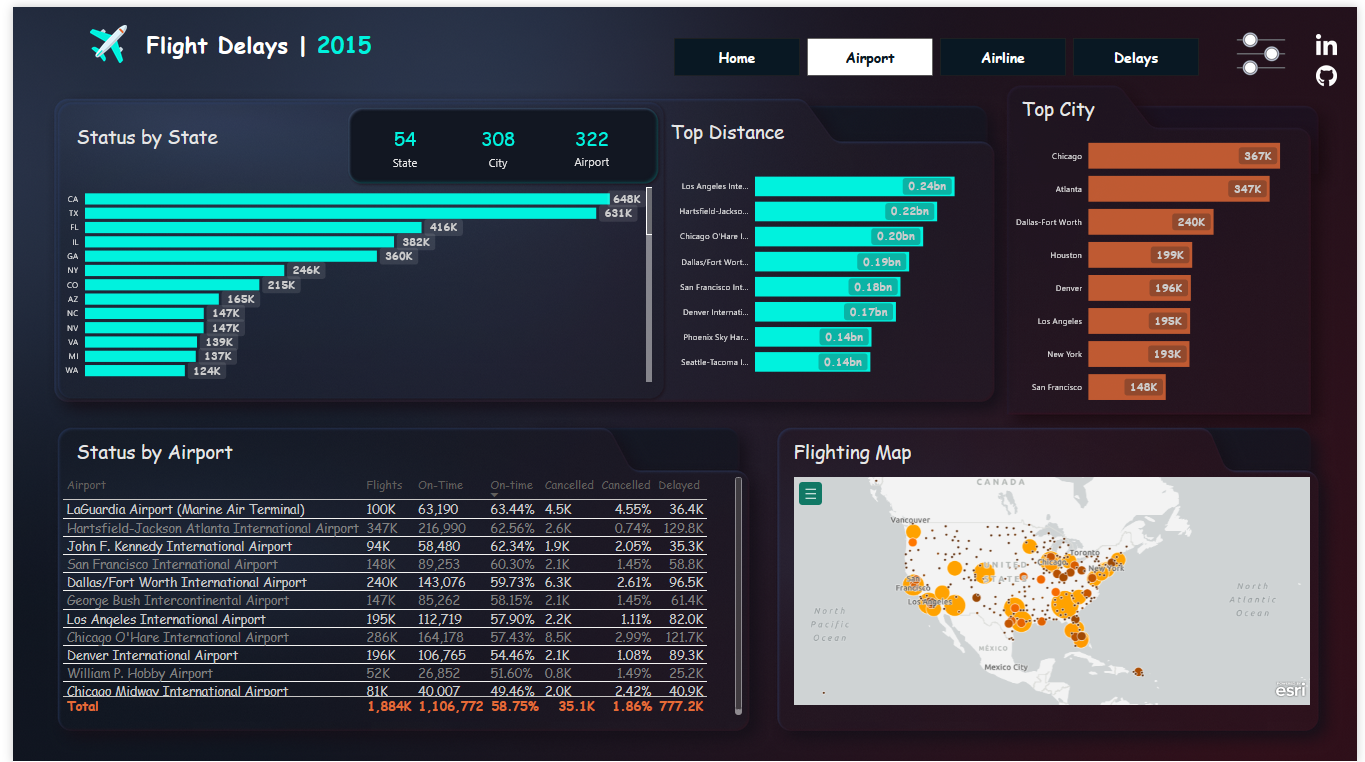 Flight Delays | 2015
Home
Airport
Airline
Delays
in
Status by State
54
State
308
City
322
Airport
CA 648K
TX 631K
FL 416K
IL 382K
GA 360K
NY 246K
CO 215K
AZ 165K
NC 147K
NV 147K
VA 139K
MI 137K
WA 124K
Top Distance
Los Angeles Inte... 0.24bn
Hartsfield-Jackso... 0.22bn
Chicago O'Hare I... 0.20bn
Dallas/Fort Wort... 0.19bn
San Francisco Int... 0.18bn
Denver Internati... 0.17bn
Phoenix Sky Har... 0.14bn
Seattle-Tacoma I... 0.14bn
Top City
Chicago 367K
Atlanta 347K
Dallas-Fort Worth 240K
Houston 199K
Denver 196K
Los Angeles 195K
New York 193K
San Francisco 148K
Status by Airport
Airport Flights On-Time On-time Cancelled Cancelled Delayed
LaGuardia Airport (Marine Air Terminal) 100K 63,190 63.44% 4.5K 4.55% 36.4K
Hartsfield-Jackson Atlanta International Airport 347K 216,990 62.56% 2.6K 0.74% 129.8K
John F. Kennedy International Airport 94K 58,480 62.34% 1.9K 2.05% 35.3K
San Francisco International Airport 148K 89,253 60.30% 2.1K 1.45% 58.8K
Dallas/Fort Worth International Airport 240K 143,076 59.73% 6.3K 2.61% 96.5K
George Bush Intercontinental Airport 147K 85,262 58.15% 2.1K 1.45% 61.4K
Los Angeles International Airport 195K 112,719 57.90% 2.2K 1.11% 82.0K
Chicago O'Hare International Airport 286K 164,178 57.43% 8.5K 2.99% 121.7K
Denver International Airport 196K 106,765 54.46% 2.1K 1.08% 89.3K
William P. Hobby Airport 52K 26,852 51.60% 0.8K 1.49% 25.2K
Chicago Midway International Airport 81K 40,007 49.46% 2.0K 2.42% 40.9K
Total 1,884K 1,106,772 58.75% 35.1K 1.86% 777.2K
Flighting Map
CANADA
Vancouver
Toronto
Chicago
New York
UNITED
STATES
San
Francisco
Los Angeles
North
Pacific
Ocean
North
Atlantic
Ocean
MÉXICO
Mexico City
esri